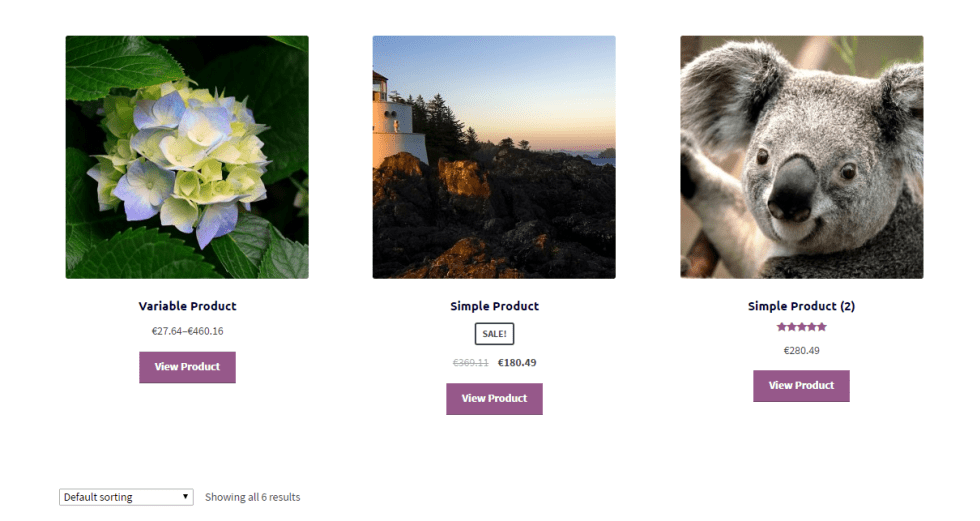 Variable Product
€27.64–€460.16
View Product
Simple Product
SALE!
€369.11 €180.49
View Product
Simple Product (2)
€280.49
View Product
Default sorting
Showing all 6 results